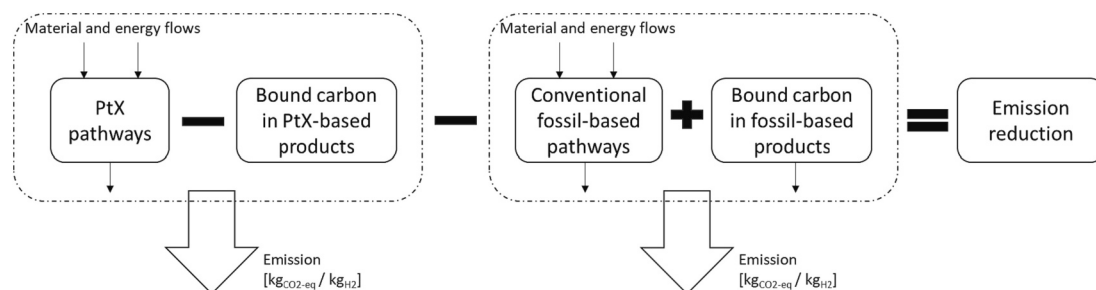 Material and energy flows
PtX
pathways
Bound carbon
in PtX-based
products
Material and energy flows
Conventional
fossil-based
pathways
Bound carbon
in fossil-based
products
Emission
reduction
Emission
[kgCO2-eq / kgH2]
Emission
[kgCO2-eq / kgH2]